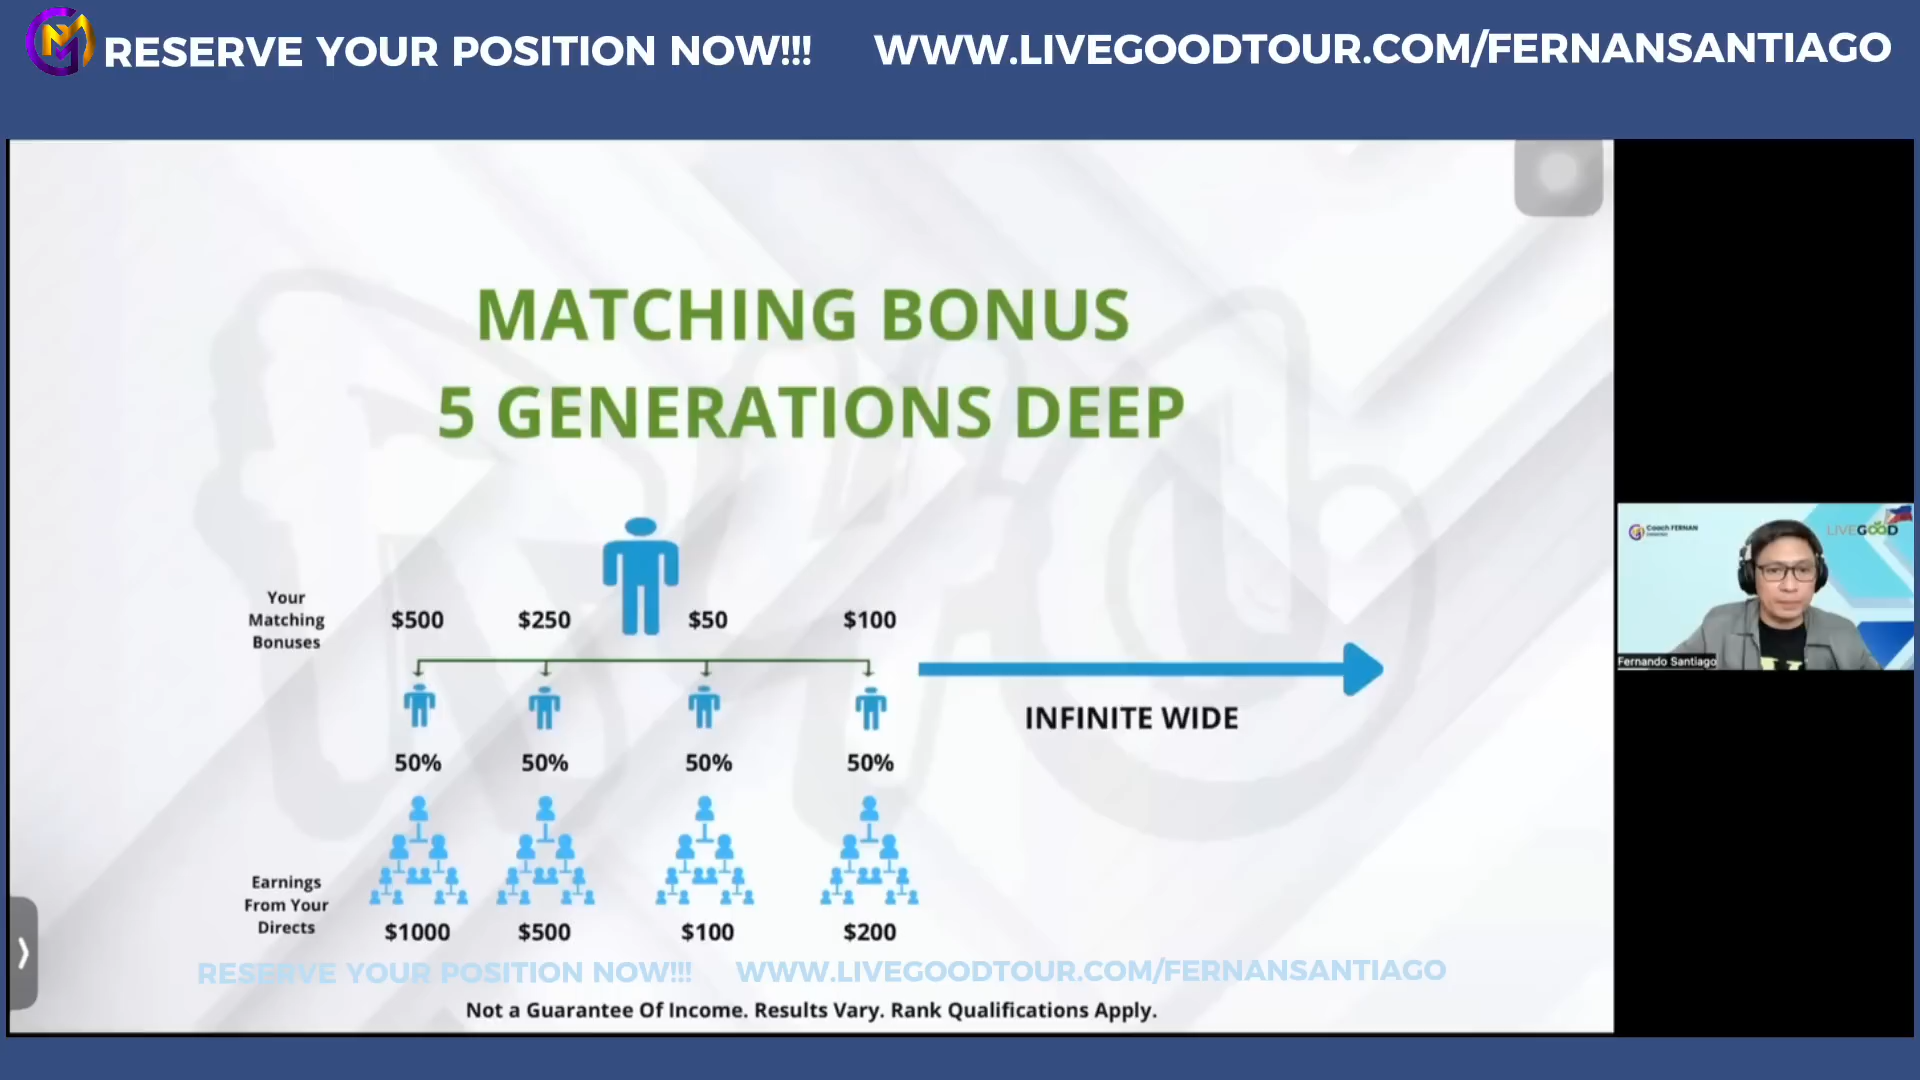 RESERVE YOUR POSITION NOW!!! WWW.LIVEGOODTOUR.COM/FERNANSANTIAGO
MATCHING BONUS
5 GENERATIONS DEEP
Your
Matching
Bonuses
$500 $250 $50 $100
INFINITE WIDE
50% 50% 50% 50%
Earnings
From Your
Directs
$1000 $500 $100 $200
RESERVE YOUR POSITION NOW!!! WWW.LIVEGOODTOUR.COM/FERNANSANTIAGO
Not a Guarantee Of Income. Results Vary. Rank Qualifications Apply.
Coach FERNAN
LIVEGOOD
Fernando Santiago